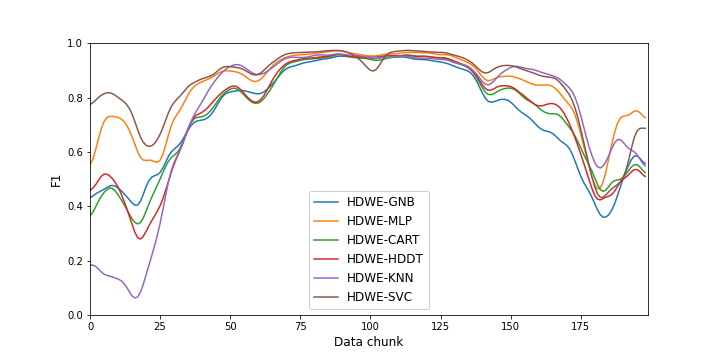 1.0
0.8
0.6
0.4
0.2
0.0
F1
HDWE-GNB
HDWE-MLP
HDWE-CART
HDWE-HDDT
HDWE-KNN
HDWE-SVC
0 25 50 75 100 125 150 175
Data chunk